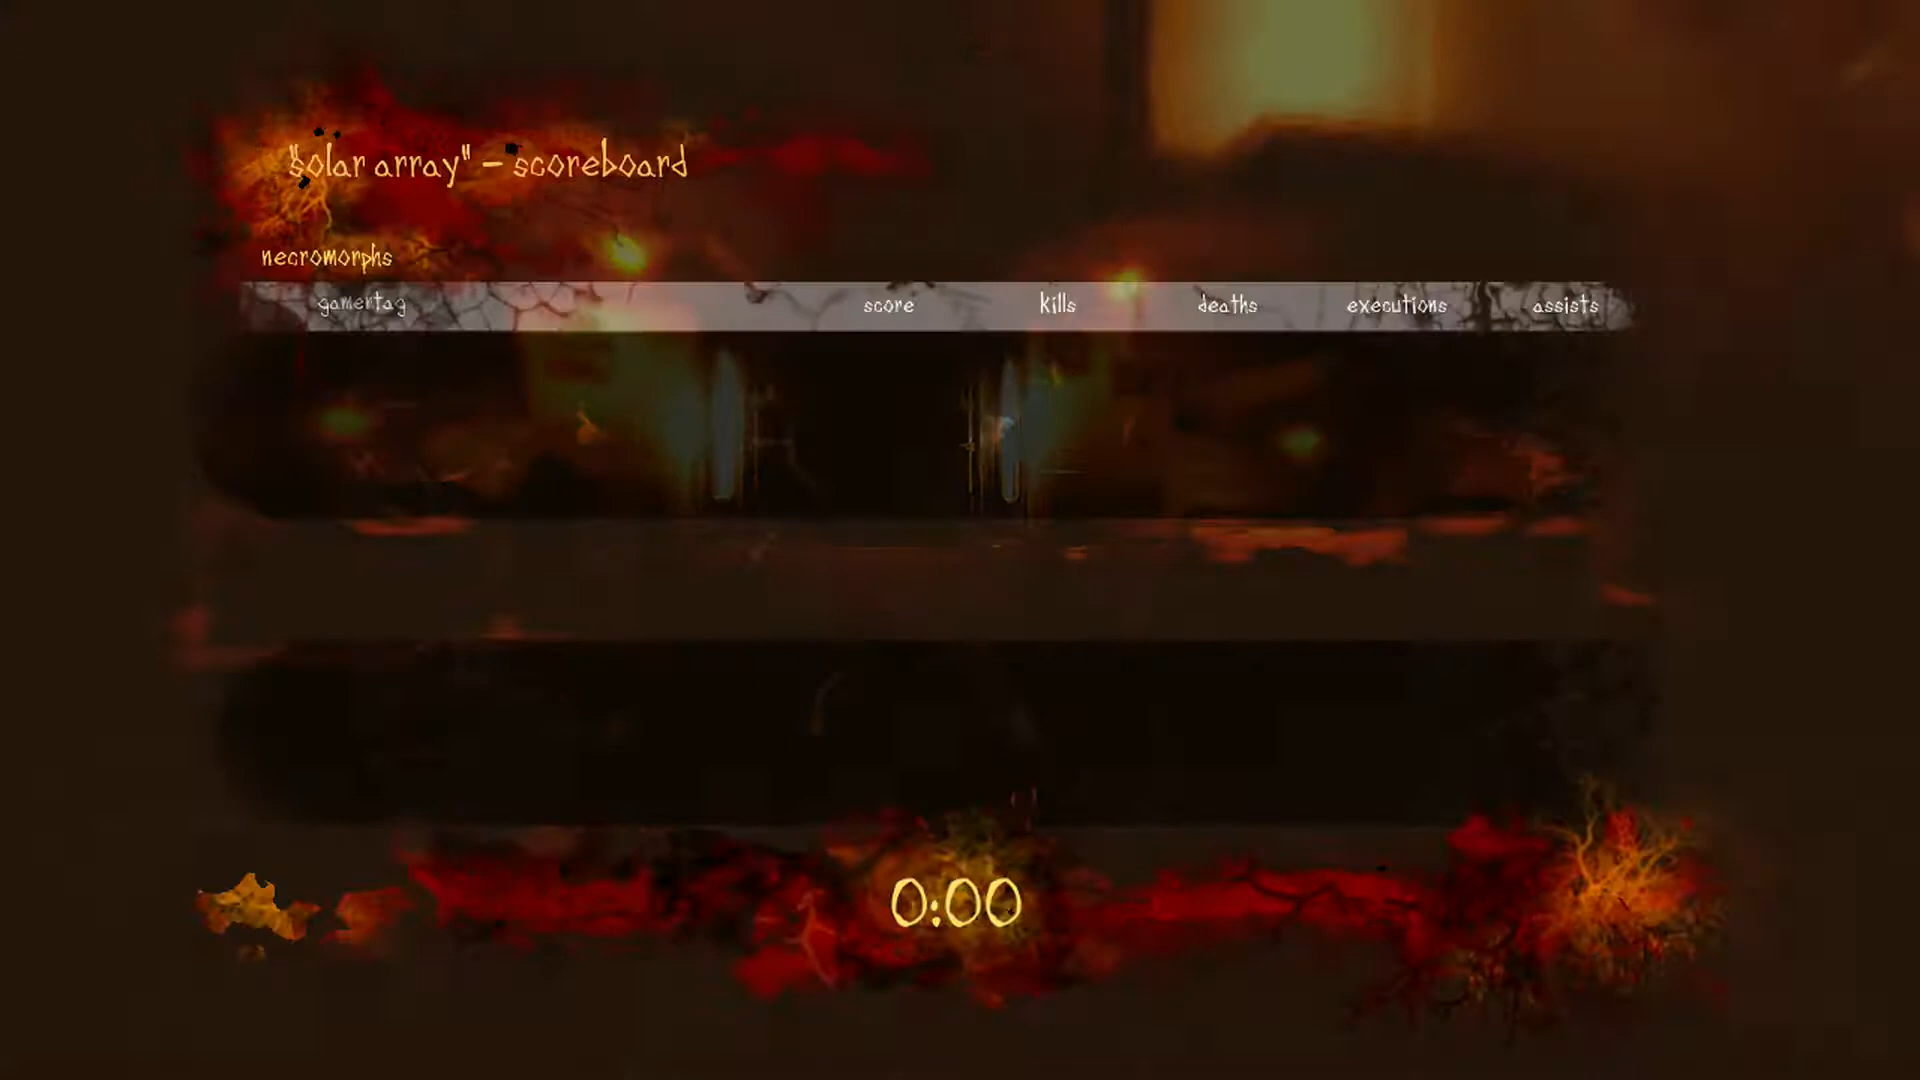 "solar array" - scoreboard
necromorphs
gamertag score kills deaths executions assists
0:00